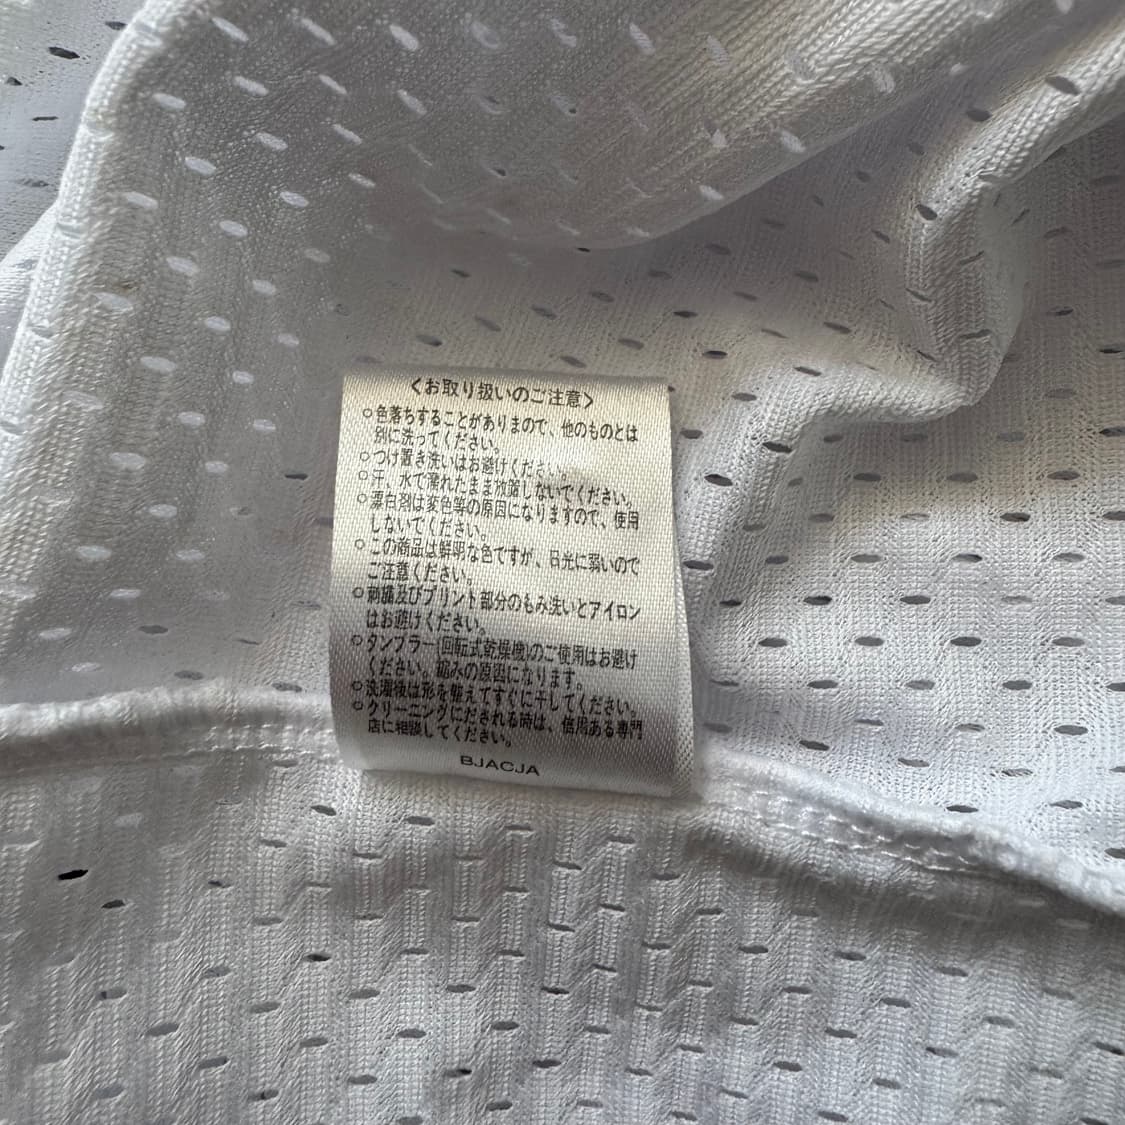 〈お取り扱いのご注意〉
○色落ちすることがありまので、他のものとは
別に洗ってください。
○つけ置き洗いはお避けください。
○汗、水で濡れたまま放置しないでください。
○漂白剤は変色等の原因になりますので、使用
しないでください。
○この商品は鮮明な色ですが、日光に弱いので
ご注意ください。
○刺繍及びプリント部分のもみ洗いとアイロン
はお避けください。
○タンブラー(回転式乾燥機)のご使用はお避け
ください。縮みの原因になります。
○洗濯後は形を整えてすぐに干してください。
○クリーニングにだされる時は、信用ある専門
店に相談してください。
BJACJA